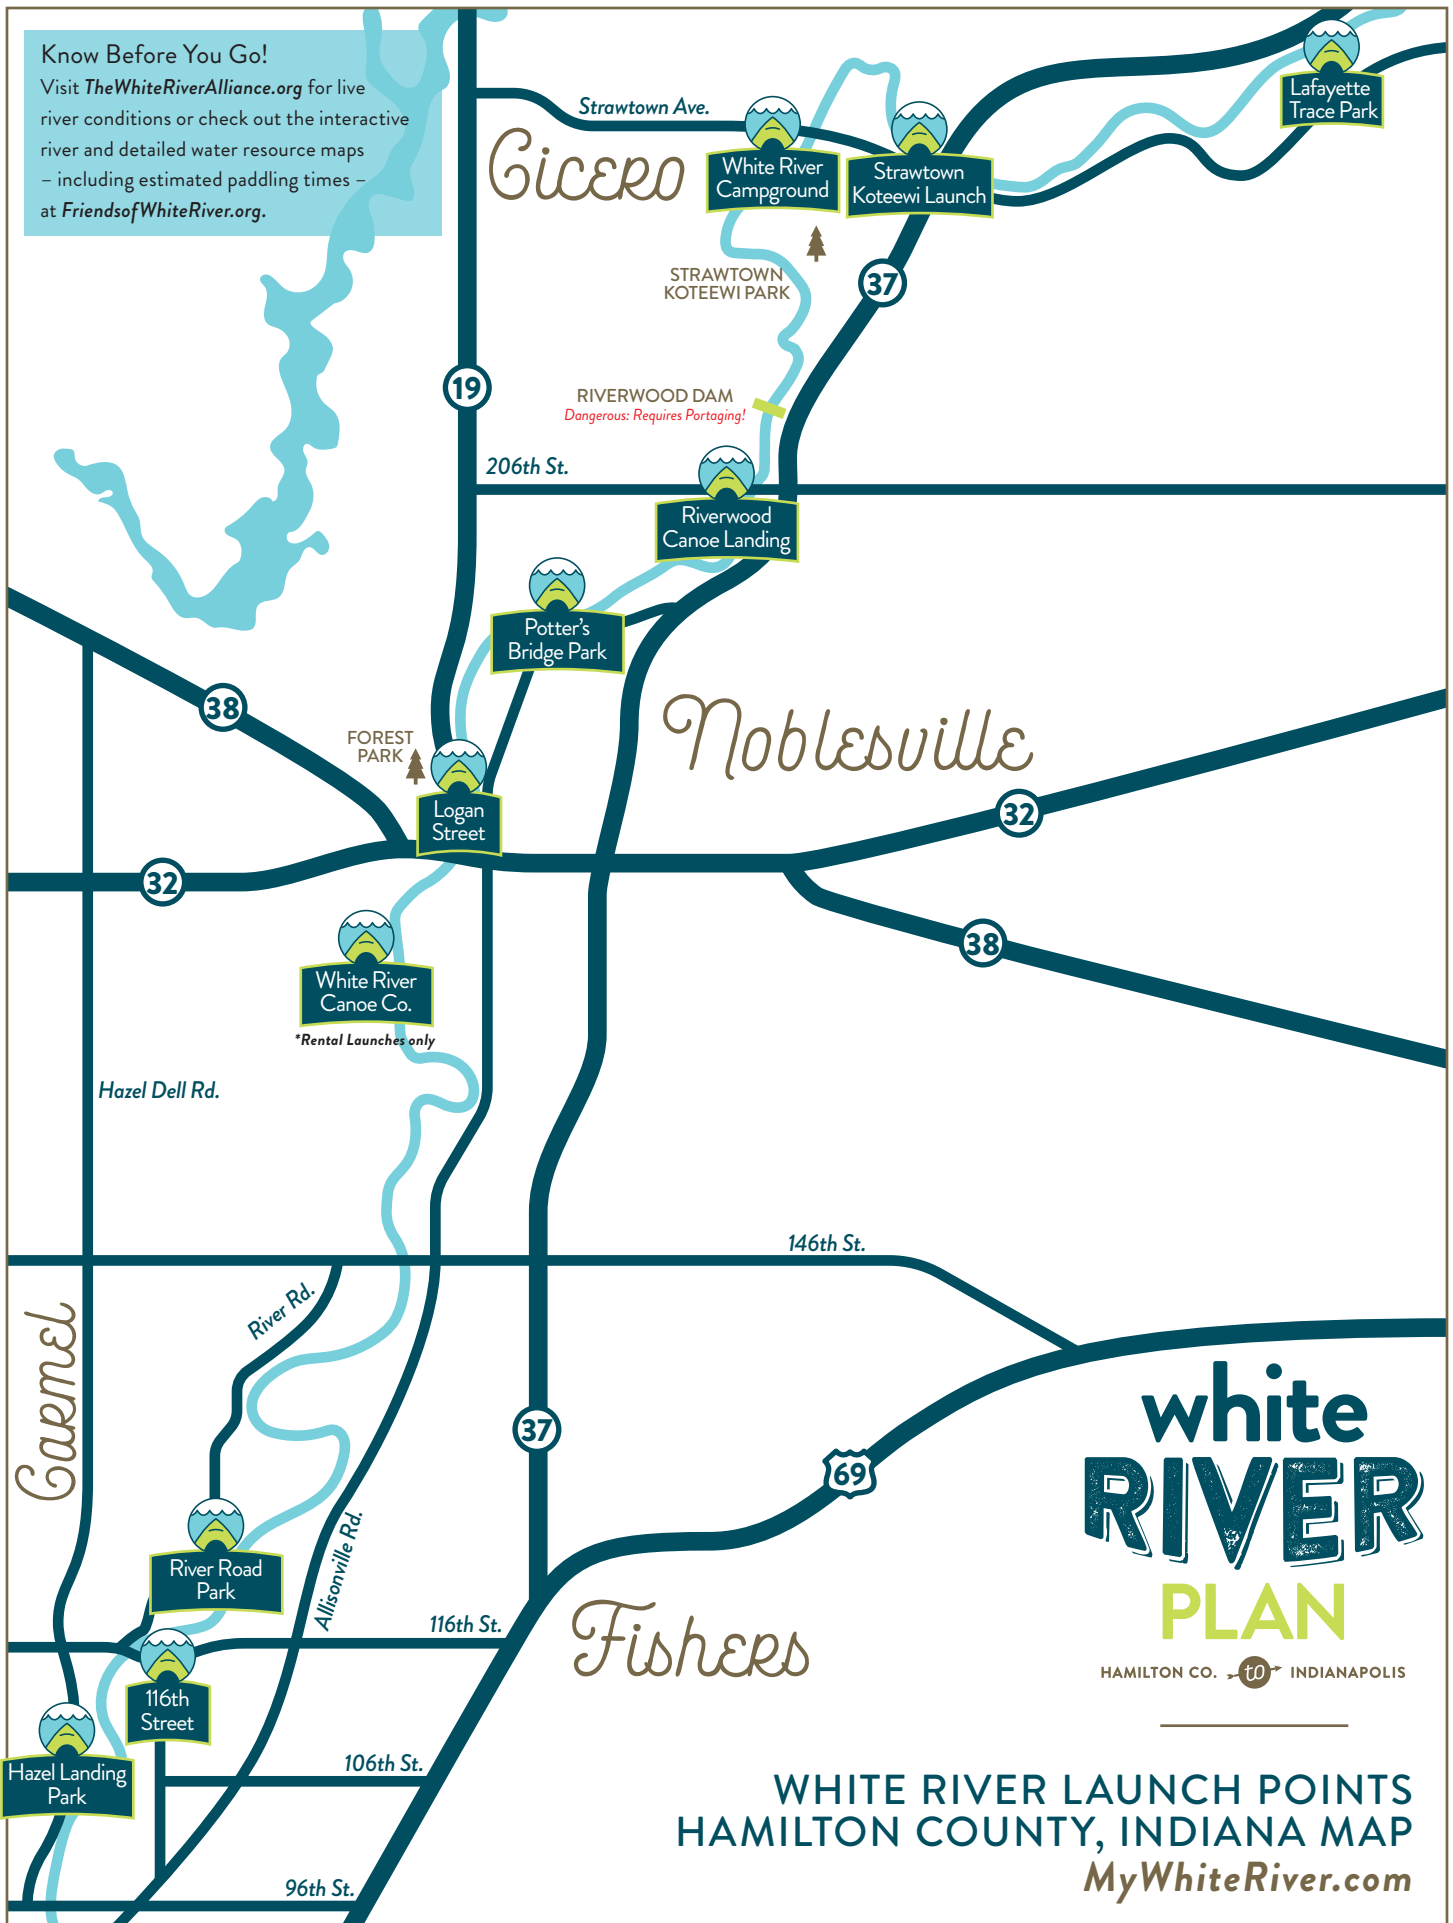 Know Before You Go!
Visit TheWhiteRiverAlliance.org for live
river conditions or check out the interactive
river and detailed water resource maps
– including estimated paddling times –
at FriendsofWhiteRiver.org.
Lafayette
Trace Park
Strawtown Ave.
Cicero
White River
Campground
Strawtown
Koteewi Launch
STRAWTOWN
KOTEEWI PARK
37
19
RIVERWOOD DAM
Dangerous: Requires Portaging!
206th St.
Riverwood
Canoe Landing
Potter's
Bridge Park
38
Noblesville
FOREST
PARK
Logan
Street
32
32
38
White River
Canoe Co.
*Rental Launches only
Hazel Dell Rd.
146th St.
River Rd.
Carmel
37
69
River Road
Park
Allisonville Rd.
116th St.
Fishers
116th
Street
Hazel Landing
Park
106th St.
96th St.
white
RIVER
PLAN
HAMILTON CO. to INDIANAPOLIS
WHITE RIVER LAUNCH POINTS
HAMILTON COUNTY, INDIANA MAP
MyWhiteRiver.com